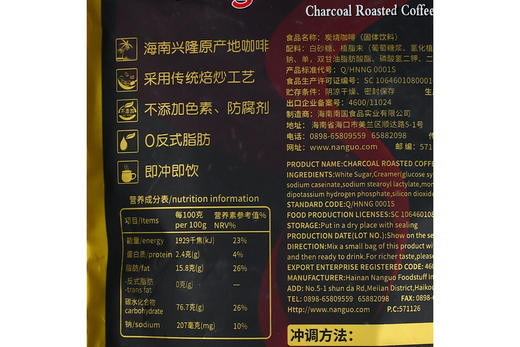 Charcoal Roasted Coffee
海南兴隆原产地咖啡
采用传统焙炒工艺
不添加色素、防腐剂
0反式脂肪
即冲即饮
营养成分表/nutrition information
项目/Items 每100克 per 100g 营养素参考值% NRV%
能量/energy 1929千焦(kJ) 23%
蛋白质/protein 2.4克(g) 4%
脂肪/fat 15.8克(g) 26%
-反式脂肪 0克(g)
-trans fat
碳水化合物 76.7克(g) 26%
carbohydrate
钠/sodium 207毫克(mg) 10%
食品名称：炭烧咖啡（固体饮料）
配料：白砂糖、植脂末（葡萄糖浆、氢化植
钠、单，双甘油脂肪酸酯、磷酸氢二钾、二
产品标准代号：Q/HNNG 0001S
食品生产许可证编号：SC 1064601080001
贮存条件：阴凉干燥、密封保存
出口企业备案号：4600/11024
制造商：海南南国食品实业有限公司
地址：海南省海口市美兰区顺达路5-1号
电话：0898-65809559 65882098
网址：www.nanguo.com 邮编：571
PRODUCT NAME:CHARCOAL ROASTED COFFE
INGREDIENTS:White Sugar,Creamer(glucose sy
sodium caseinate,sodium stearoyl lactylate,mo
dipotassium hydrogen phosphate,silicon dioxide
STANDARD CODE:Q/HNNG 0001S
FOOD PRODUCTION LICENSES:SC 106460108
STORAGE:Put in a dry place with sealing
PRODUCTION DATE(LOT NO.):Show on the se
DIRECTION:Mix a small bag of this product wit
and then ready to drink.For richer taste,please
EXPORT ENTERPRISE REGISTERED CODE:460
MANUFACTURER:Hainan Nanguo Foodstuff In
ADD:No.5-1 shun da Rd,Meilan District,Haikou
TEL:0898-65809559 65882098
Http://www.nanguo.com P.C:571126
冲调方法：